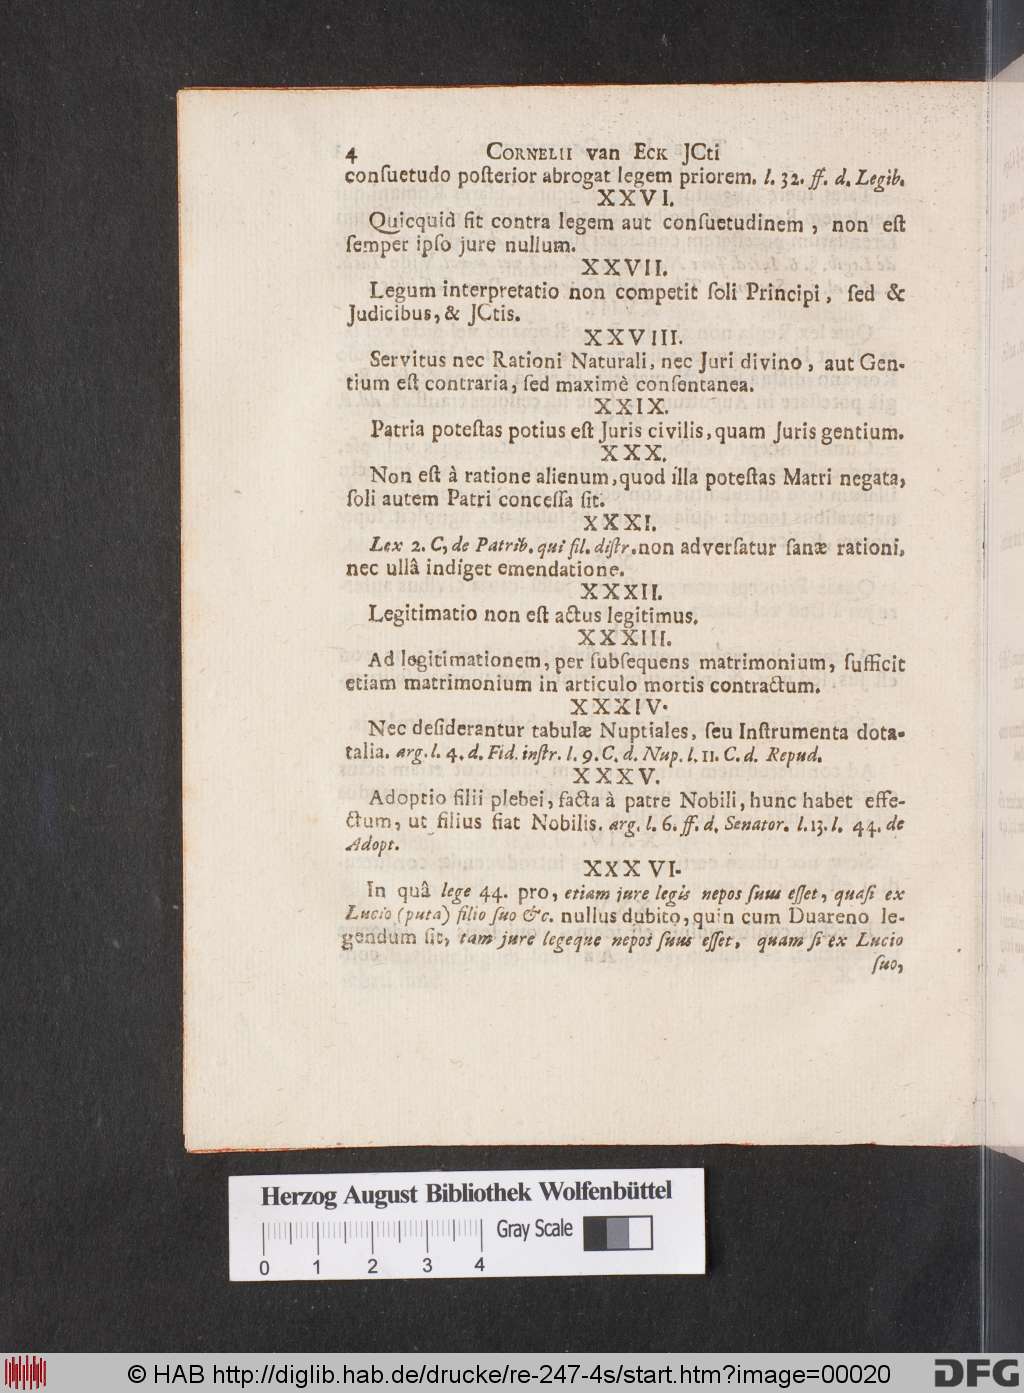 4 CORNELII van ECK JCti
conſuetudo poſterior abrogat legem priorem. l. 32. ff. d. Legib.
XXVI.
Quicquid ſit contra legem aut conſuetudinem, non eſt
ſemper ipſo jure nullum.
XXVII.
Legum interpretatio non competit ſoli Principi, ſed &
Judicibus, & JCtis.
XXVIII.
Servitus nec Rationi Naturali, nec Juri divino, aut Gen-
tium eſt contraria, ſed maximè conſentanea.
XXIX.
Patria poteſtas potius eſt Juris civilis, quam Juris gentium.
XXX.
Non eſt à ratione alienum, quod illa poteſtas Matri negata,
ſoli autem Patri conceſſa ſit.
XXXI.
Lex 2. C, de Patrib. qui fil. diſtr. non adverſatur ſanæ rationi,
nec ullâ indiget emendatione.
XXXII.
Legitimatio non eſt actus legitimus.
XXXIII.
Ad legitimationem, per ſubſequens matrimonium, ſufficit
etiam matrimonium in articulo mortis contractum.
XXXIV.
Nec deſiderantur tabulæ Nuptiales, ſeu Inſtrumenta dota-
talia. arg. l. 4. d. Fid. inſtr. l. 9. C. d. Nup. l. 11. C. d. Repud.
XXXV.
Adoptio filii plebei, facta à patre Nobili, hunc habet effe-
ctum, ut filius fiat Nobilis. arg. l. 6. ff. d. Senator. l. 13. l. 44. de
Adopt.
XXXVI.
In quâ lege 44. pro, etiam jure legis nepos ſuus eſſet, quaſi ex
Lucio (puta) filio ſuo &c. nullus dubito, quin cum Duareno le-
gendum ſit, tam jure legeque nepos ſuus eſſet, quam ſi ex Lucio
ſuo,
Herzog August Bibliothek Wolfenbüttel
Gray Scale
0 1 2 3 4
© HAB http://diglib.hab.de/drucke/re-247-4s/start.htm?image=00020
DFG